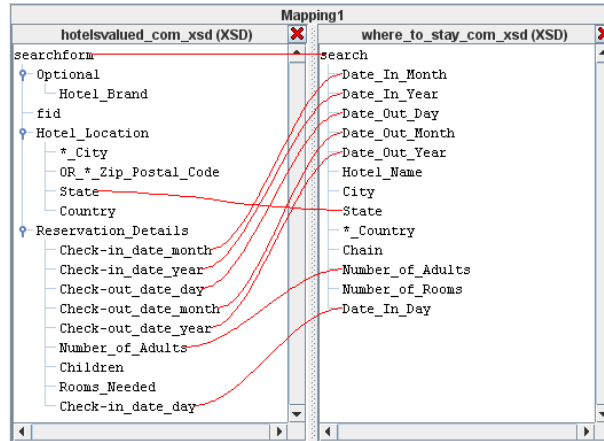 Mapping1
hotelsvalued_com_xsd (XSD)
searchform
Optional
Hotel_Brand
fid
Hotel_Location
*_City
OR_*_Zip_Postal_Code
State
Country
Reservation_Details
Check-in_date_month
Check-in_date_year
Check-out_date_day
Check-out_date_month
Check-out_date_year
Number_of_Adults
Children
Rooms_Needed
Check-in_date_day
where_to_stay_com_xsd (XSD)
search
Date_In_Month
Date_In_Year
Date_Out_Day
Date_Out_Month
Date_Out_Year
Hotel_Name
City
State
*_Country
Chain
Number_of_Adults
Number_of_Rooms
Date_In_Day